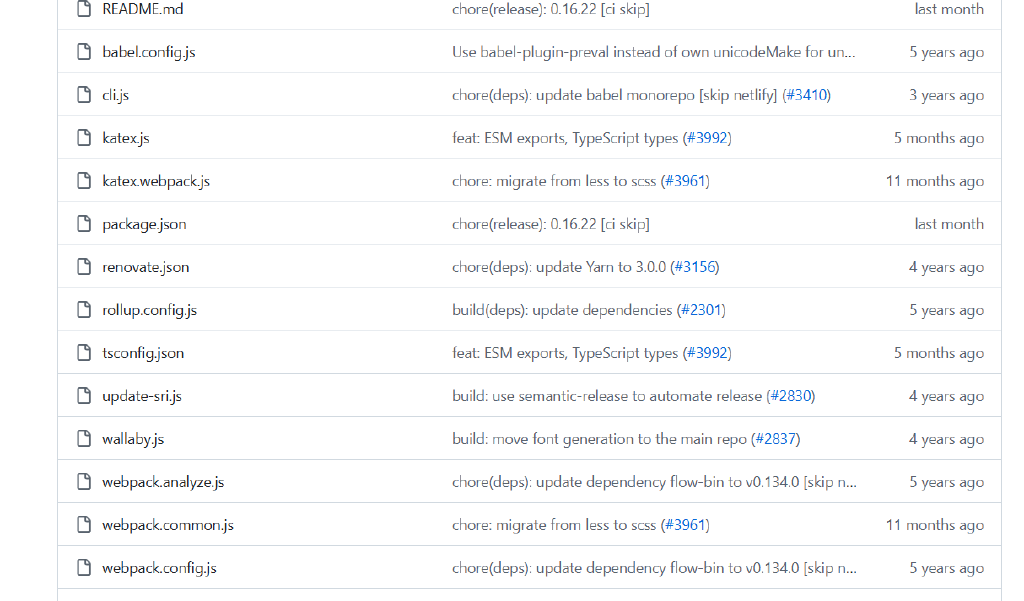 README.md chore(release): 0.16.22 [ci skip] last month
babel.config.js Use babel-plugin-preval instead of own unicodeMake for un... 5 years ago
cli.js chore(deps): update babel monorepo [skip netlify] (#3410) 3 years ago
katex.js feat: ESM exports, TypeScript types (#3992) 5 months ago
katex.webpack.js chore: migrate from less to scss (#3961) 11 months ago
package.json chore(release): 0.16.22 [ci skip] last month
renovate.json chore(deps): update Yarn to 3.0.0 (#3156) 4 years ago
rollup.config.js build(deps): update dependencies (#2301) 5 years ago
tsconfig.json feat: ESM exports, TypeScript types (#3992) 5 months ago
update-sri.js build: use semantic-release to automate release (#2830) 4 years ago
wallaby.js build: move font generation to the main repo (#2837) 4 years ago
webpack.analyze.js chore(deps): update dependency flow-bin to v0.134.0 [skip n... 5 years ago
webpack.common.js chore: migrate from less to scss (#3961) 11 months ago
webpack.config.js chore(deps): update dependency flow-bin to v0.134.0 [skip n... 5 years ago